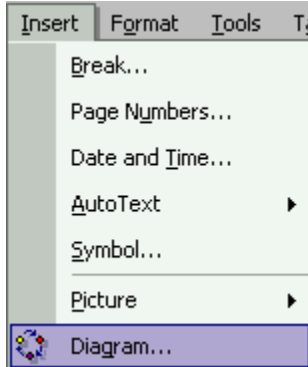 Insert Format Tools
Break...
Page Numbers...
Date and Time...
AutoText
Symbol...
Picture
Diagram...